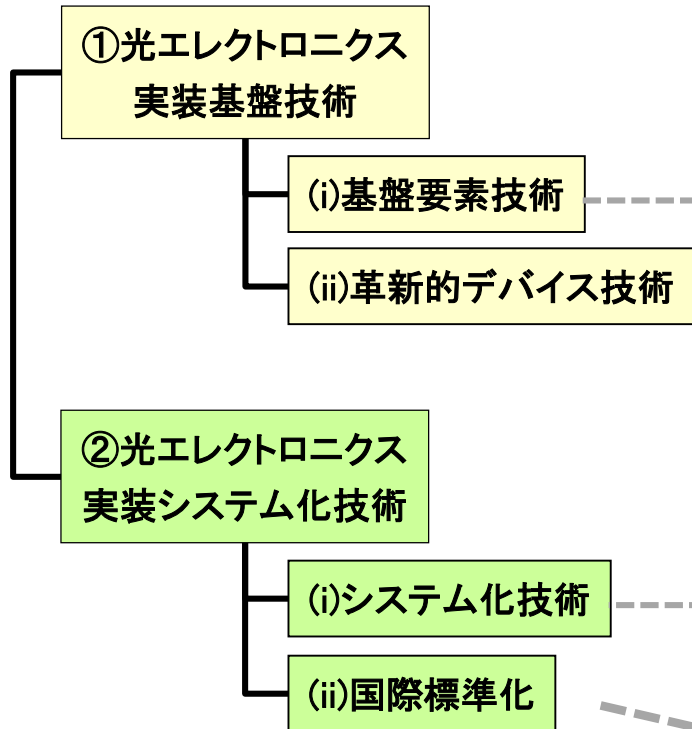 ①光エレクトロニクス
実装基盤技術
(i)基盤要素技術
(ii)革新的デバイス技術
②光エレクトロニクス
実装システム化技術
(i)システム化技術
(ii)国際標準化